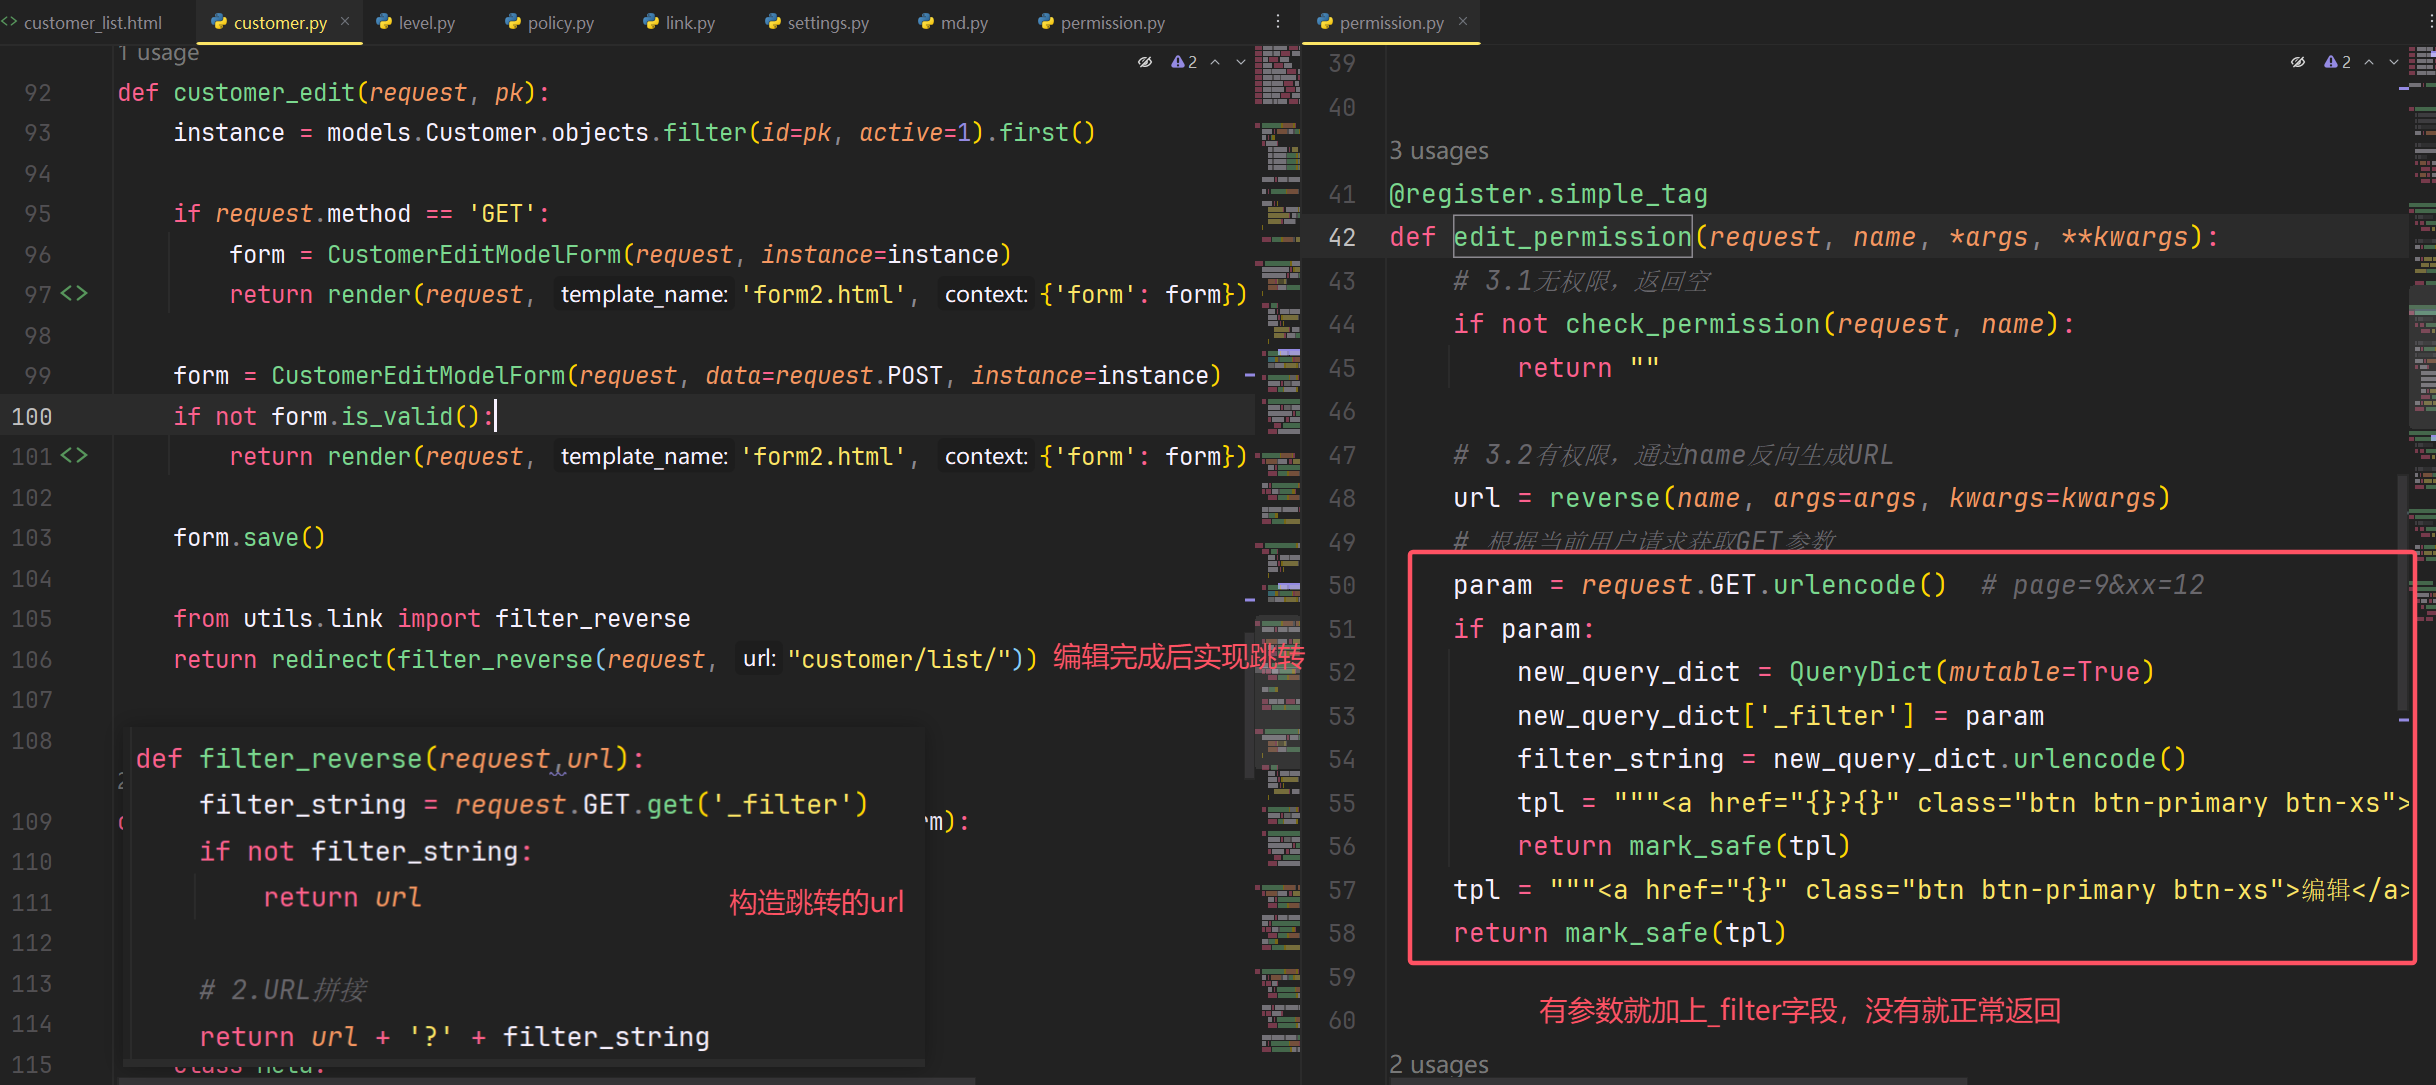 customer_list.html
customer.py
level.py
policy.py
link.py
settings.py
md.py
permission.py
1 usage
2
92 def customer_edit(request, pk):
93 instance = models.Customer.objects.filter(id=pk, active=1).first()
94
95 if request.method == 'GET':
96 form = CustomerEditModelForm(request, instance=instance)
97 return render(request, template_name: 'form2.html', context: {'form': form})
98
99 form = CustomerEditModelForm(request, data=request.POST, instance=instance)
100 if not form.is_valid():
101 return render(request, template_name: 'form2.html', context: {'form': form})
102
103 form.save()
104
105 from utils.link import filter_reverse
106 return redirect(filter_reverse(request, url: "customer/list/")) 编辑完成后实现跳转
107
108
109
110
111
112
113
114
115
def filter_reverse(request,url):
filter_string = request.GET.get('_filter')
if not filter_string:
return url
构造跳转的url
# 2.URL拼接
return url + '?' + filter_string
permission.py
2
39
40
3 usages
41 @register.simple_tag
42 def edit_permission(request, name, *args, **kwargs):
43 # 3.1无权限，返回空
44 if not check_permission(request, name):
45 return ""
46
47 # 3.2有权限，通过name反向生成URL
48 url = reverse(name, args=args, kwargs=kwargs)
49 # 根据当前用户请求获取GET参数
50 param = request.GET.urlencode() # page=9&xx=12
51 if param:
52 new_query_dict = QueryDict(mutable=True)
53 new_query_dict['_filter'] = param
54 filter_string = new_query_dict.urlencode()
55 tpl = """<a href="{}?{}" class="btn btn-primary btn-xs">
56 return mark_safe(tpl)
57 tpl = """<a href="{}" class="btn btn-primary btn-xs">编辑</a>
58 return mark_safe(tpl)
59
有参数就加上_filter字段，没有就正常返回
60
2 usages